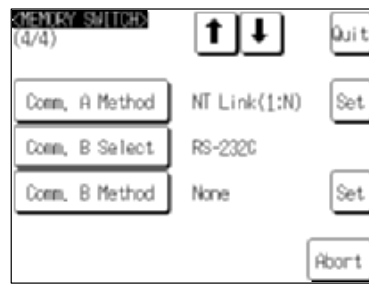 <MEMORY SWITCH>
(4/4)
Quit
Comm. A Method NT Link(1:N) Set
Comm. B Select RS-232C
Comm. B Method None Set
Abort